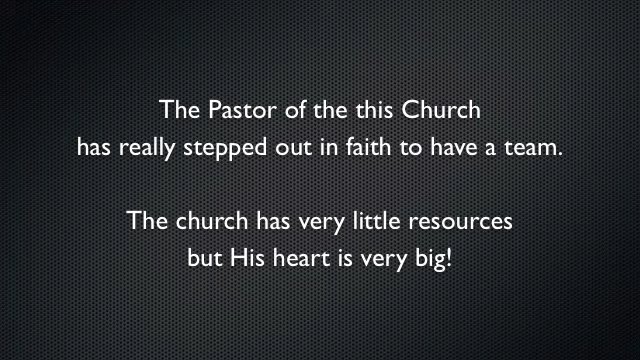 The Pastor of the this Church
has really stepped out in faith to have a team.
The church has very little resources
but His heart is very big!